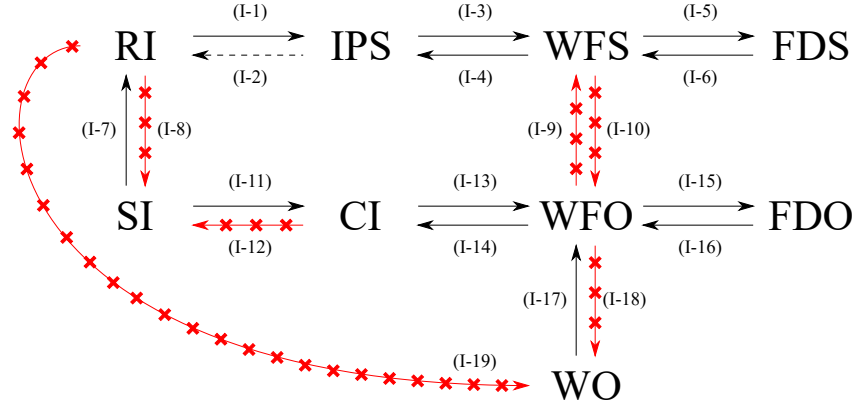 (I-1) (I-3) (I-5)
RI IPS WFS FDS
(I-2) (I-4) (I-6)
(I-7) (I-8) (I-9) (I-10)
(I-11) (I-13) (I-15)
SI CI WFO FDO
(I-12) (I-14) (I-16)
(I-17) (I-18)
(I-19)
WO